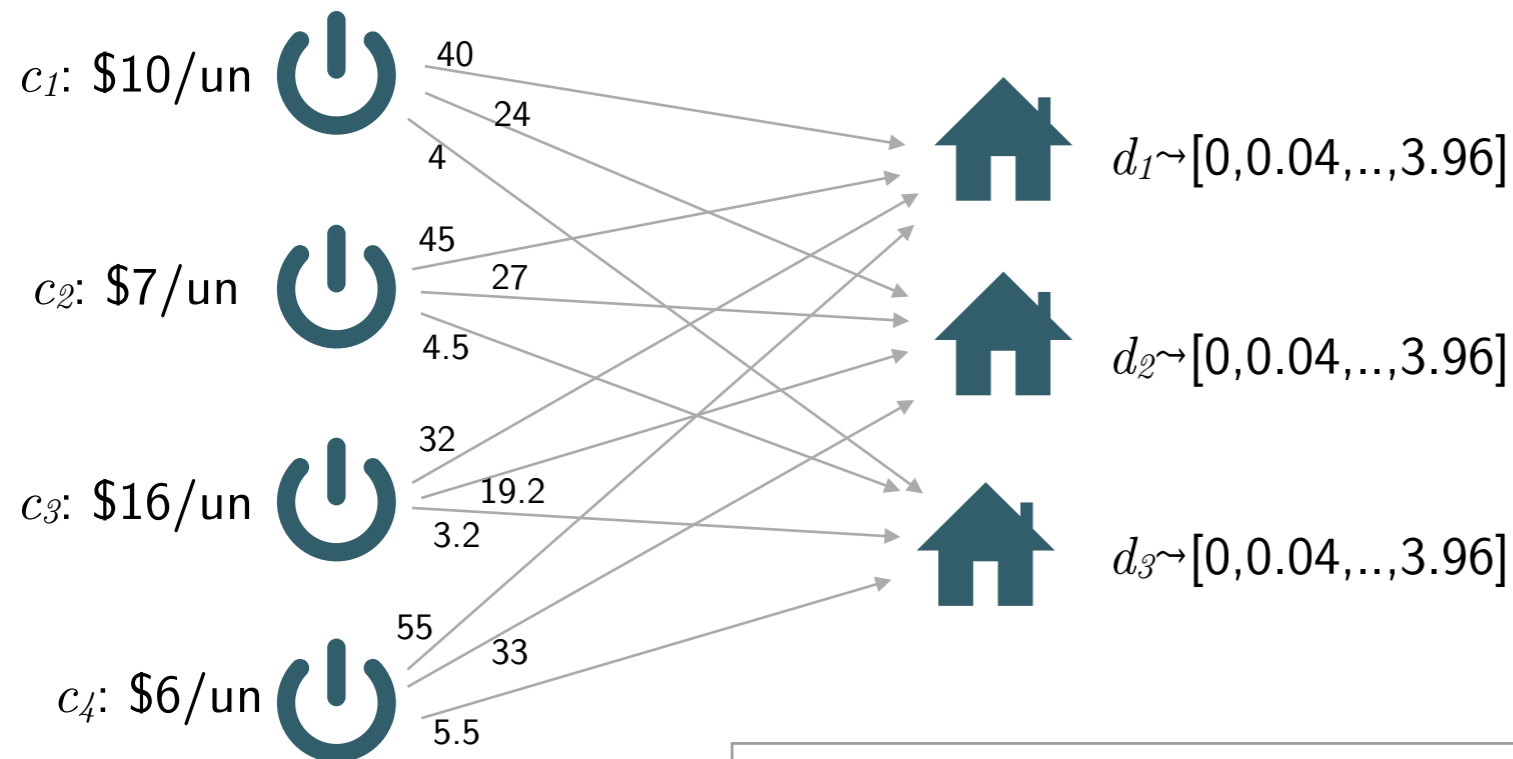 c1: $10/un
40
24
4
d1~[0,0.04,..,3.96]
c2: $7/un
45
27
4.5
d2~[0,0.04,..,3.96]
c3: $16/un
32
19.2
3.2
d3~[0,0.04,..,3.96]
c4: $6/un
55
33
5.5